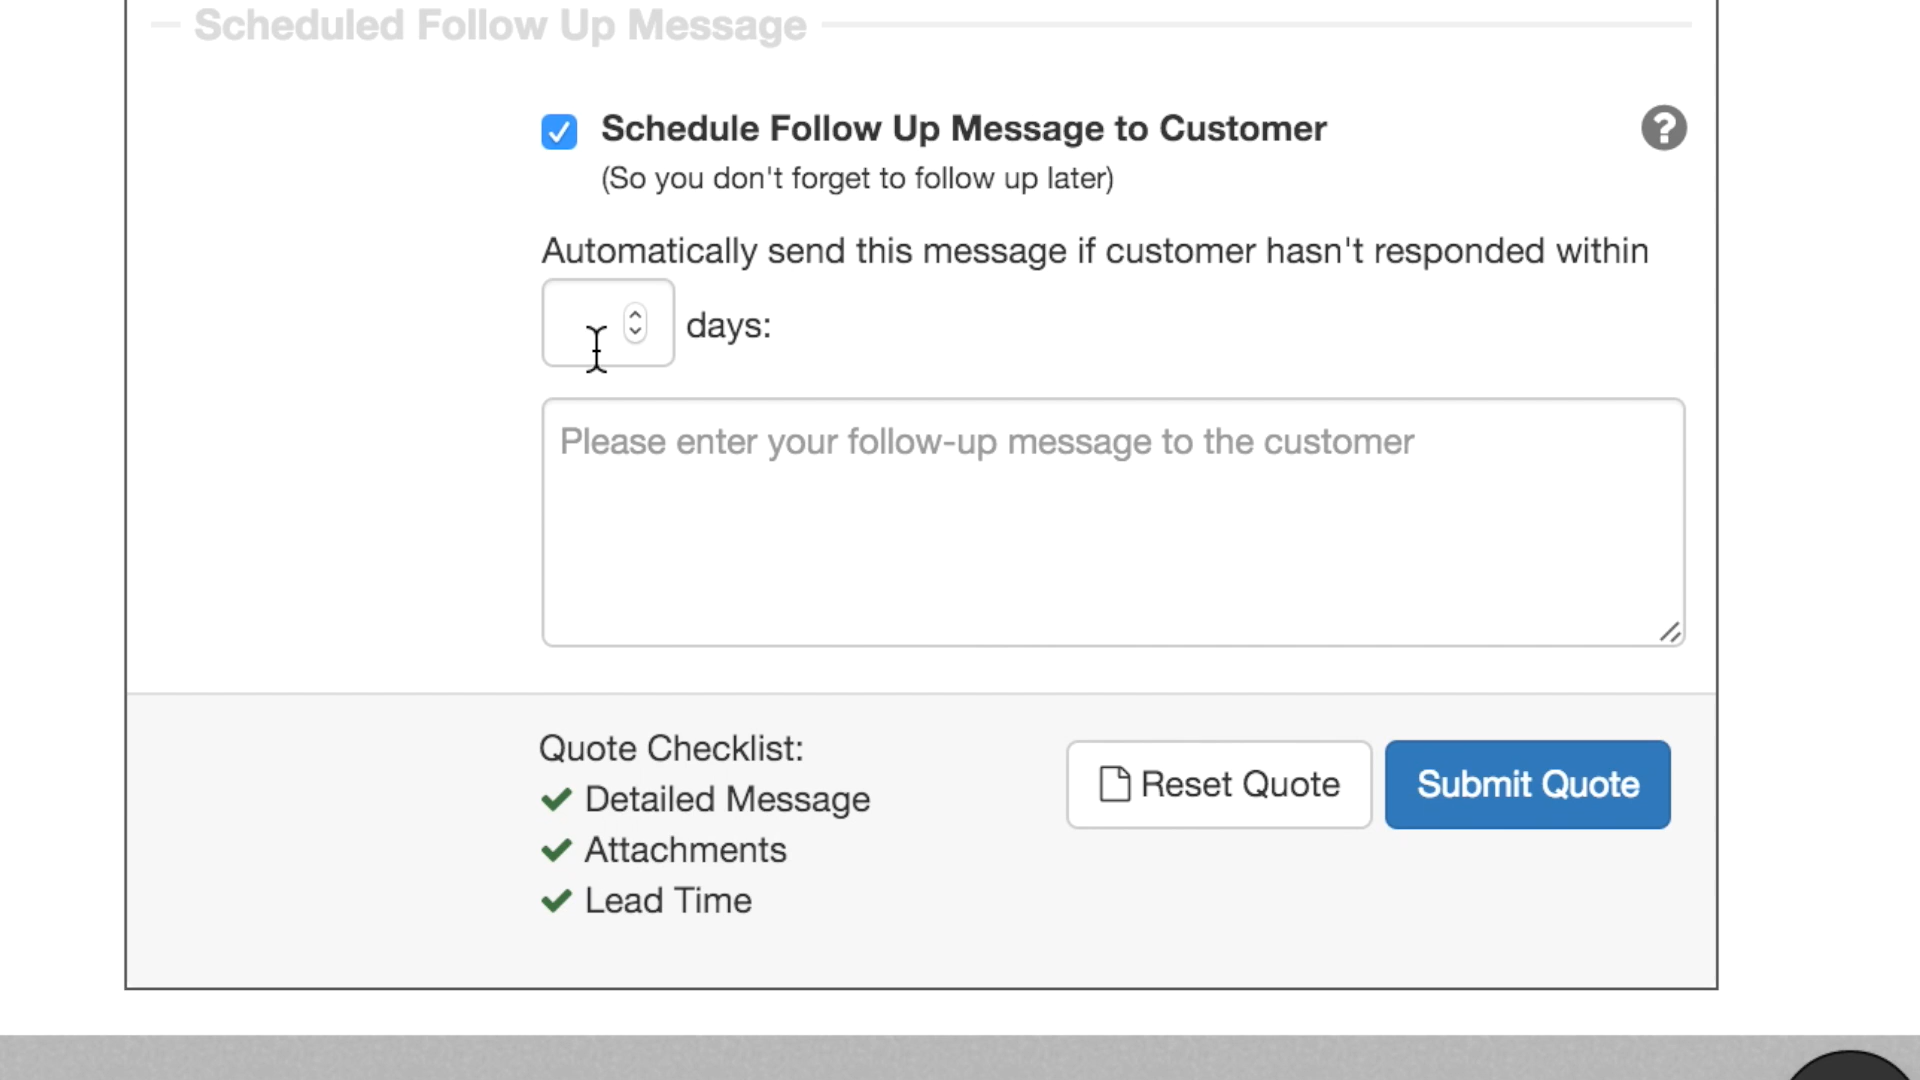 Scheduled Follow Up Message
Schedule Follow Up Message to Customer
(So you don't forget to follow up later)
Automatically send this message if customer hasn't responded within
days:
Please enter your follow-up message to the customer
Quote Checklist:
Detailed Message
Attachments
Lead Time
Reset Quote
Submit Quote